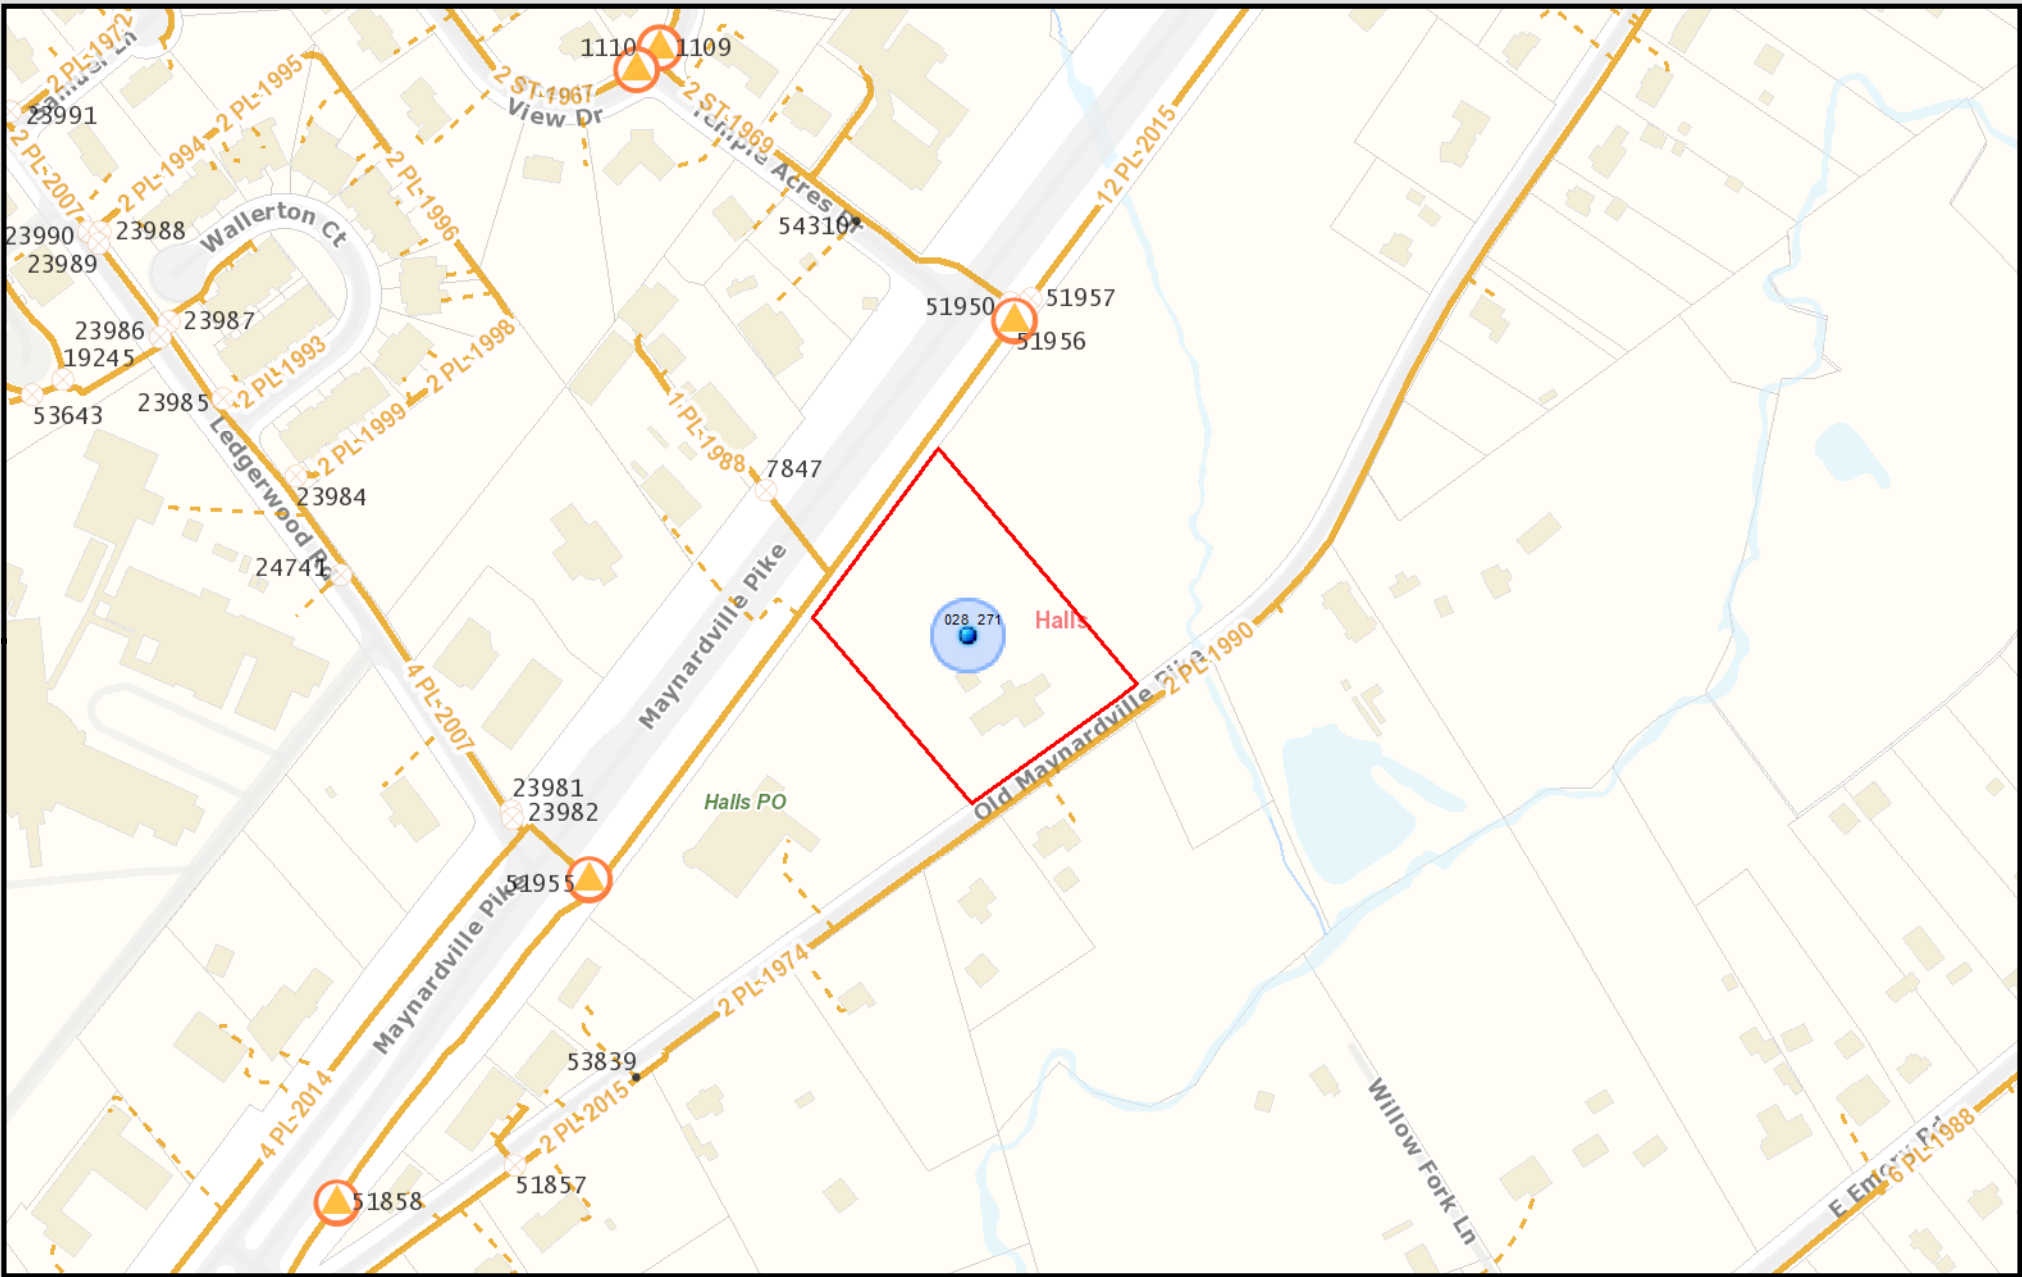 2 PL-1972
1110
1109
2 PL-1995
2 ST-1967
View Dr
2 ST-1969
Temple Acres Dr
23991
2 PL-2007
2 PL-1994
2 PL-1996
12 PL-2015
Wallerton Ct
23990
23988
23989
54310
51950
51957
51956
23986
23987
19245
2 PL-1993
2 PL-1998
53643
23985
2 PL-1999
1 PL-1988
7847
23984
Ledgerwood Rd
24741
Maynardville Pike
028 271
Halls
2 PL-1990
Old Maynardville Pike
4 PL-2007
23981
23982
Halls PO
51955
Maynardville Pike
2 PL-1974
53839
4 PL-2014
2 PL-2015
51857
51858
Willow Fork Ln
E Emory Rd
6 PL-1988